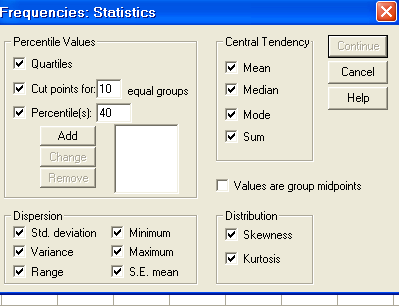 Frequencies: Statistics
Percentile Values
Quartiles
Cut points for: 10 equal groups
Percentile(s): 40
Add
Change
Remove
Central Tendency
Mean
Median
Mode
Sum
Continue
Cancel
Help
Values are group midpoints
Dispersion
Std. deviation Minimum
Variance Maximum
Range S.E. mean
Distribution
Skewness
Kurtosis